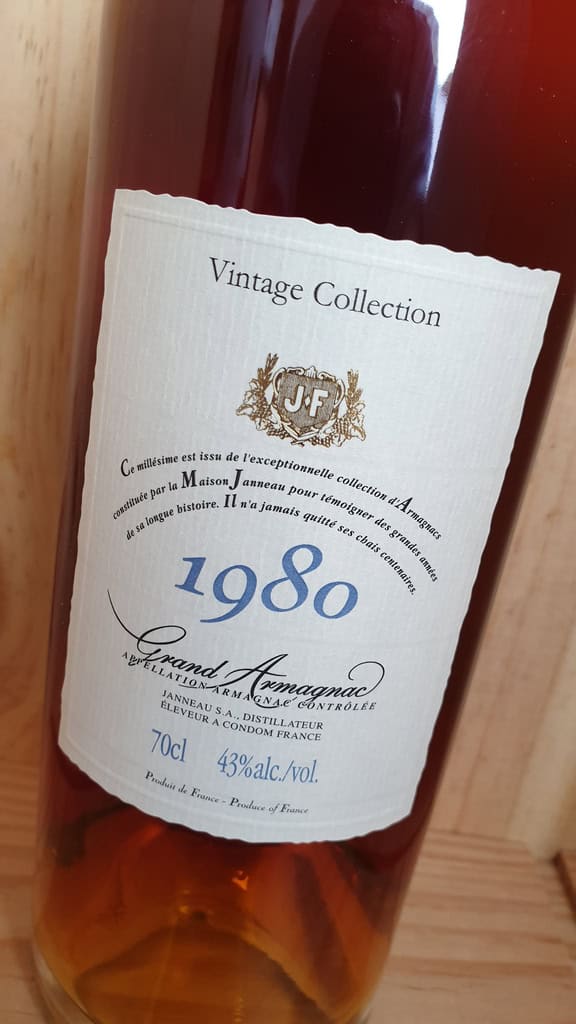 Vintage Collection
J·F
Ce millésime est issu de l'exceptionnelle collection d'Armagnacs
constituée par la Maison Janneau pour témoigner des grandes années
de sa longue histoire. Il n'a jamais quitté ses chais centenaires.
1980
Grand Armagnac
APPELLATION ARMAGNAC CONTRÔLÉE
JANNEAU S.A., DISTILLATEUR
ÉLEVEUR A CONDOM FRANCE
70cl 43%alc./vol.
Produit de France - Produce of France